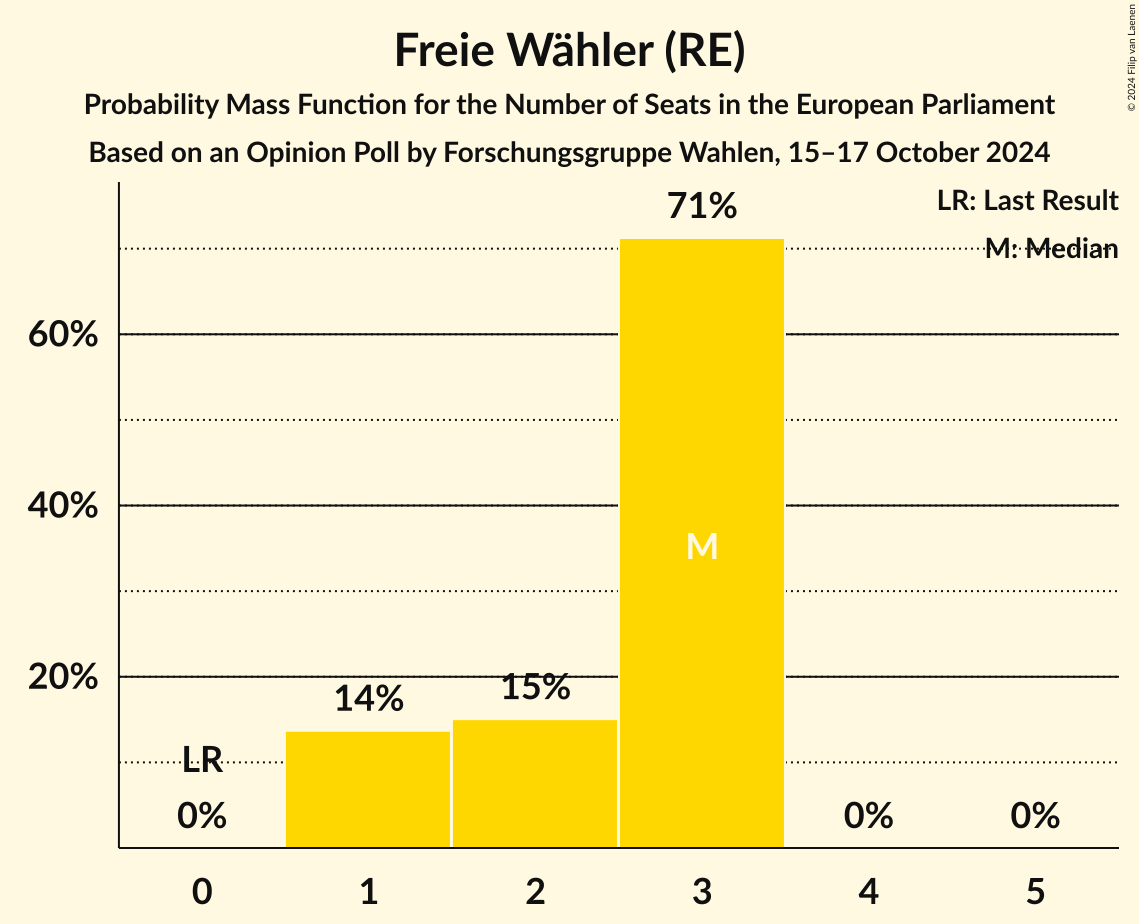 Freie Wähler (RE)
Probability Mass Function for the Number of Seats in the European Parliament
Based on an Opinion Poll by Forschungsgruppe Wahlen, 15–17 October 2024
© 2024 Filip van Laenen
LR: Last Result
M: Median
71%
60%
40%
M
20%
14%
15%
LR
0%
0%
0%
0
1
2
3
4
5